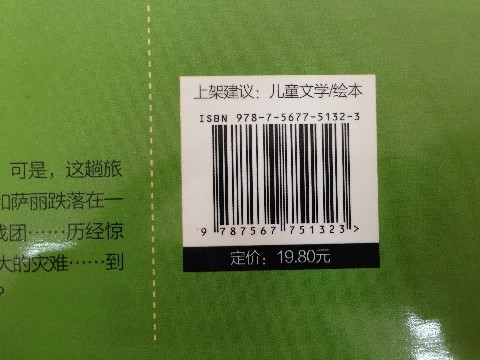 上架建议：儿童文学/绘本
ISBN 978-7-5677-5132-3
9 787567 751323>
定价：19.80元
可是，这趟旅
和萨丽跌落在一
团……历经惊
大的灾难……到
？